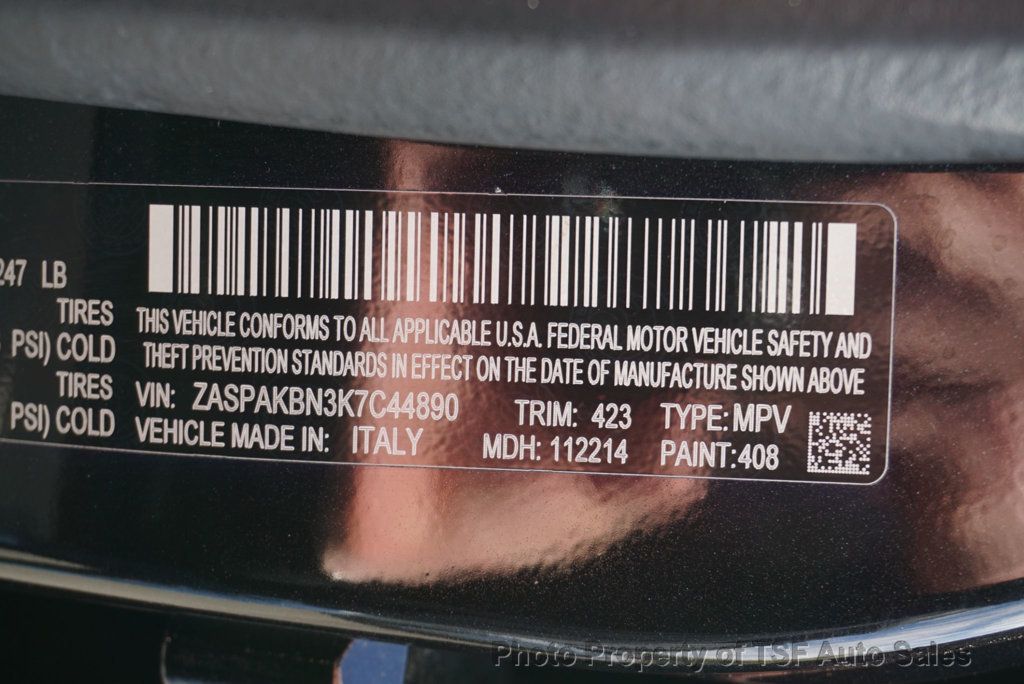 247 LB
TIRES
PSI) COLD
TIRES
PSI) COLD
THIS VEHICLE CONFORMS TO ALL APPLICABLE U.S.A. FEDERAL MOTOR VEHICLE SAFETY AND
THEFT PREVENTION STANDARDS IN EFFECT ON THE DATE OF MANUFACTURE SHOWN ABOVE
VIN: ZASPAKBN3K7C44890 TRIM: 423 TYPE: MPV
VEHICLE MADE IN: ITALY MDH: 112214 PAINT:408
Photo Property of TSF Auto Sales